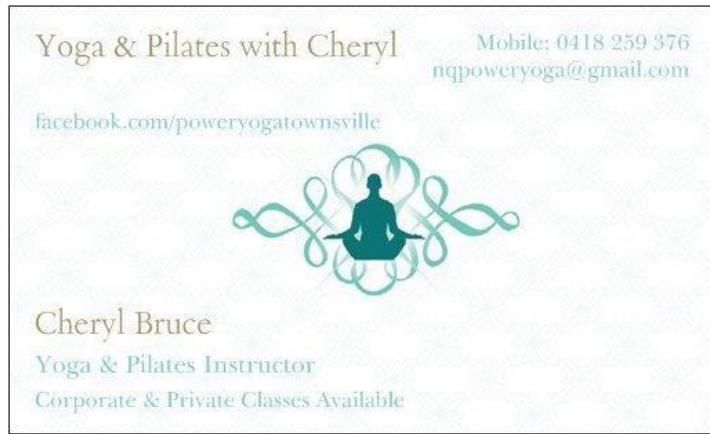 Yoga & Pilates with Cheryl
Mobile: 0418 259 376
nqpoweryoga@gmail.com
facebook.com/poweryogatownsville
Cheryl Bruce
Yoga & Pilates Instructor
Corporate & Private Classes Available